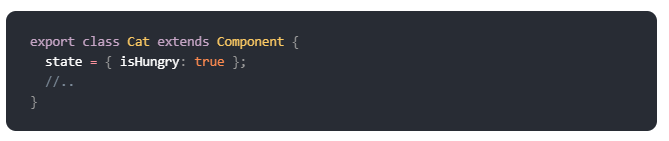 export class Cat extends Component {
  state = { isHungry: true };
  //..
}